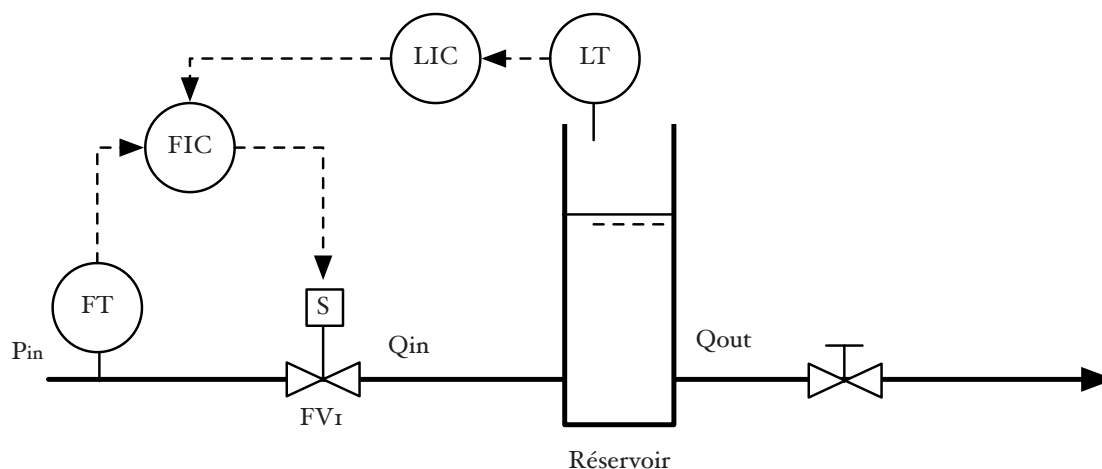 LIC
LT
FIC
FT
S
Pin
Qin
Qout
FV1
Réservoir